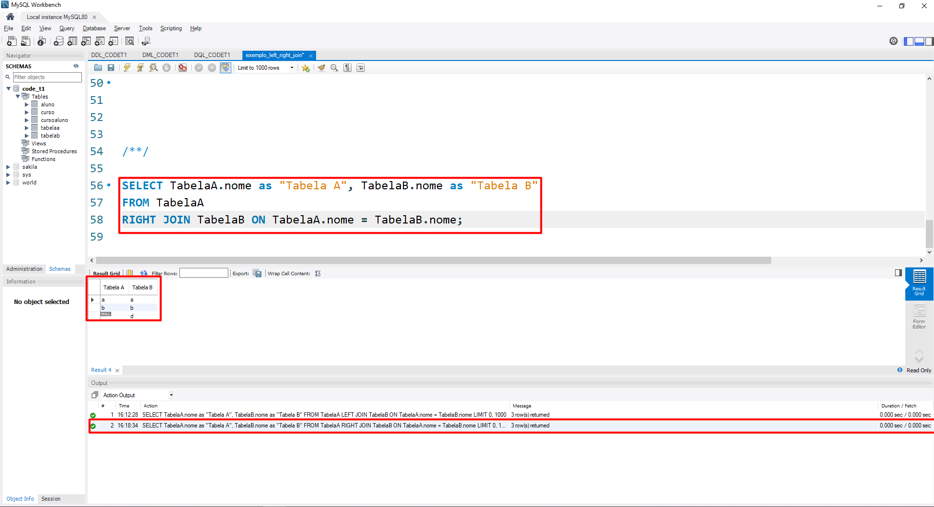 MySQL Workbench
Local instance MySQL80 ×
File Edit View Query Database Server Tools Scripting Help
Navigator
DDL_CODET1 DML_CODET1 DQL_CODET1 exemplo_left_right_join* ×
SCHEMAS
Filter objects
Limit to 1000 rows
code_t1
Tables
aluno
curso
cursoaluno
tabelaa
tabelab
Views
Stored Procedures
Functions
sakila
sys
world
50
51
52
53
54 /**/
55
56 SELECT TabelaA.nome as "Tabela A", TabelaB.nome as "Tabela B"
57 FROM TabelaA
58 RIGHT JOIN TabelaB ON TabelaA.nome = TabelaB.nome;
59
Administration Schemas
Information
No object selected
Result Grid Filter Rows: Export: Wrap Cell Content:
Tabela A Tabela B
a a
b b
NULL d
Result Grid
Form Editor
Result 4 ×
Read Only
Output
Action Output
# Time Action Message Duration / Fetch
1 16:12:28 SELECT TabelaA.nome as "Tabela A", TabelaB.nome as "Tabela B" FROM TabelaA LEFT JOIN TabelaB ON TabelaA.nome = TabelaB.nome LIMIT 0, 1000 3 row(s) returned 0.000 sec / 0.000 sec
2 16:18:34 SELECT TabelaA.nome as "Tabela A", TabelaB.nome as "Tabela B" FROM TabelaA RIGHT JOIN TabelaB ON TabelaA.nome = TabelaB.nome LIMIT 0, 1... 3 row(s) returned 0.000 sec / 0.000 sec
Object Info Session